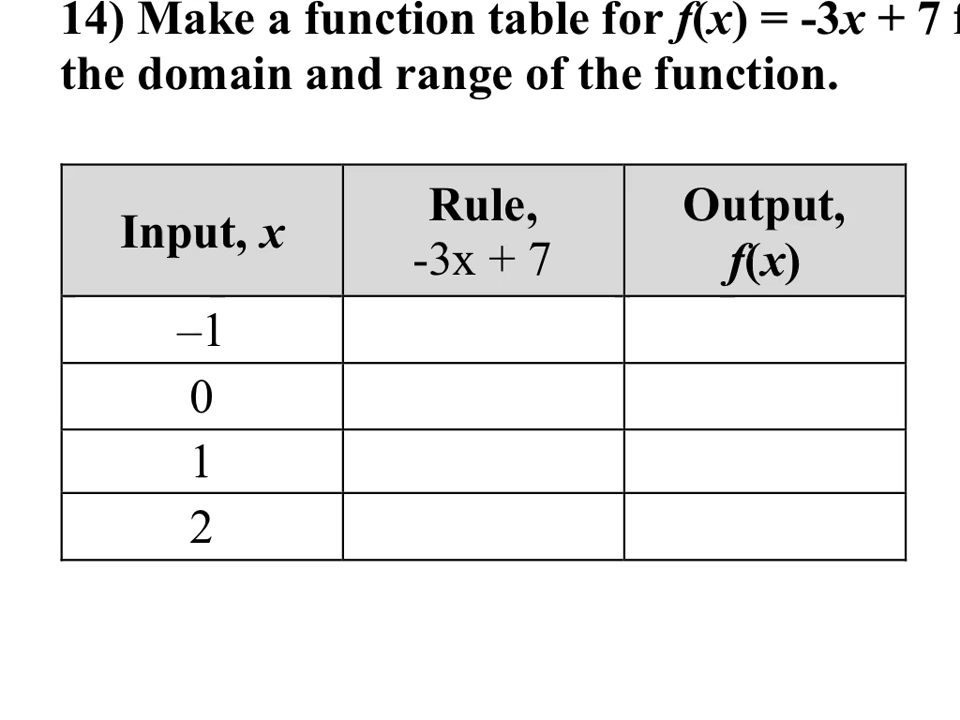 14) Make a function table for f(x) = -3x + 7
the domain and range of the function.
Input, x
Rule,
-3x + 7
Output,
f(x)
–1
0
1
2